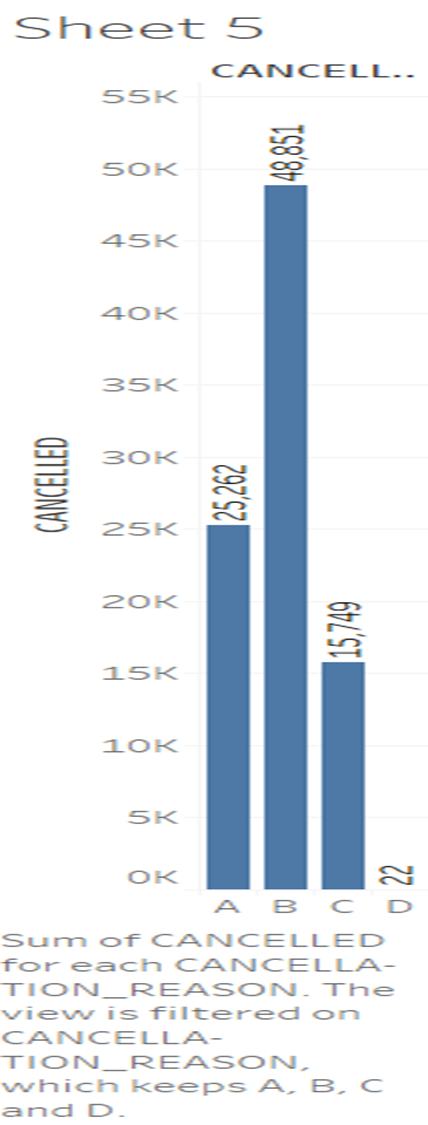 Sheet 5
CANCELL..
55K
50K
45K
40K
35K
30K
25K
20K
15K
10K
5K
0K
CANCELLED
25,262
48,851
15,749
22
A B C D
Sum of CANCELLED
for each CANCELLA-
TION_REASON. The
view is filtered on
CANCELLA-
TION_REASON,
which keeps A, B, C
and D.